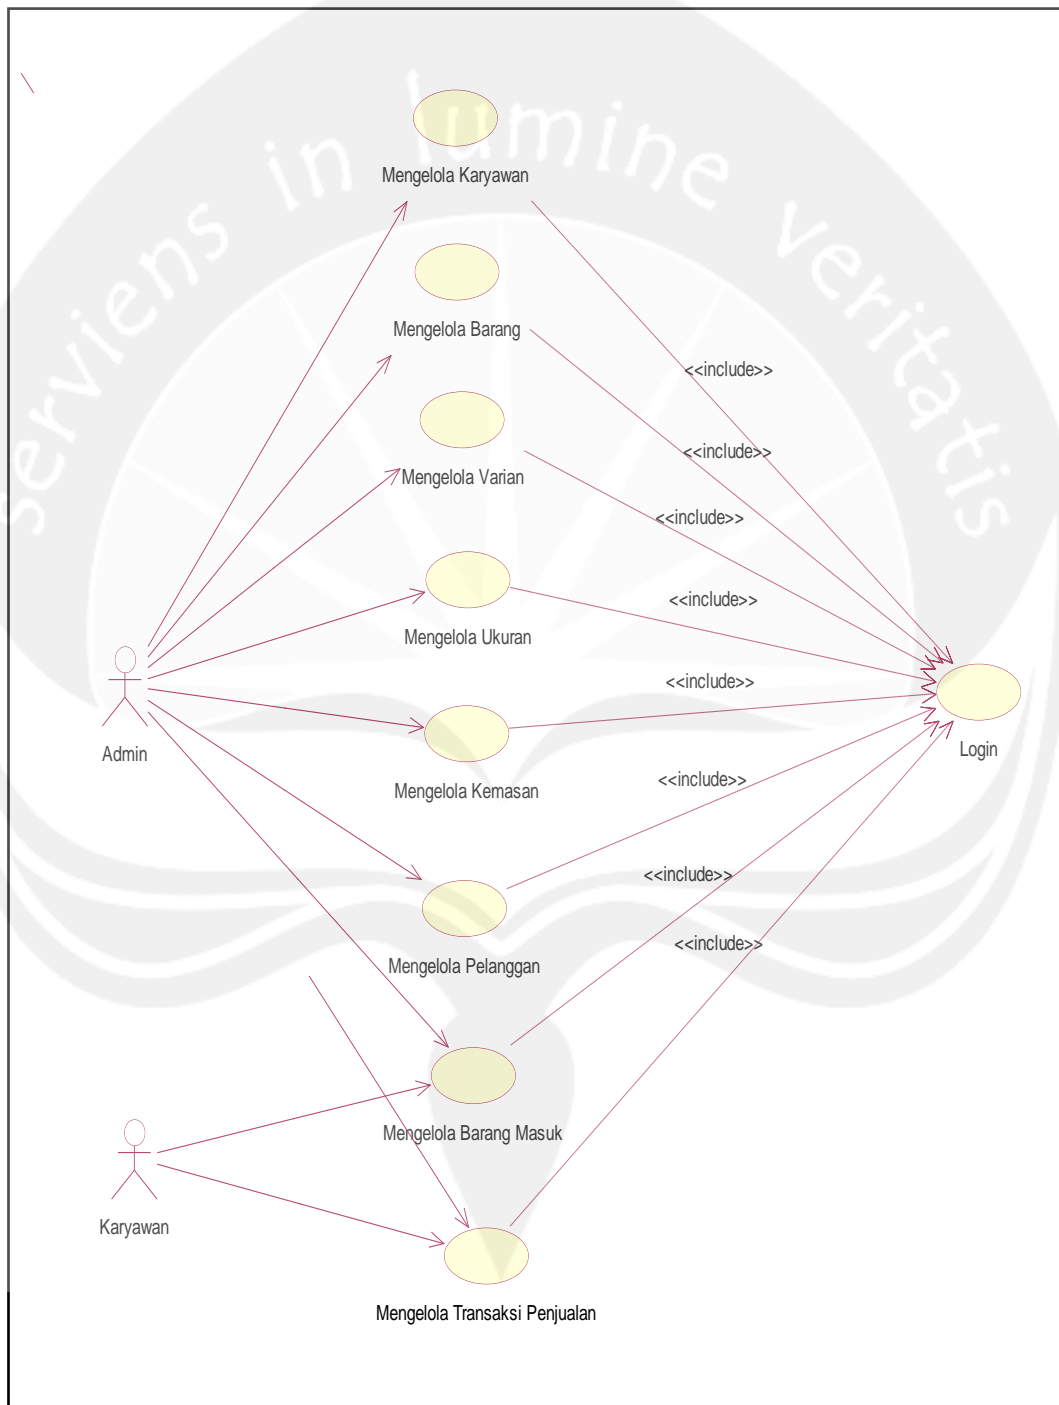 serviens in lumine veritatis
Mengelola Karyawan
Mengelola Barang
<<include>>
<<include>>
Mengelola Varian
<<include>>
<<include>>
Mengelola Ukuran
<<include>>
Admin
Login
Mengelola Kemasan
<<include>>
<<include>>
<<include>>
Mengelola Pelanggan
Mengelola Barang Masuk
Karyawan
Mengelola Transaksi Penjualan